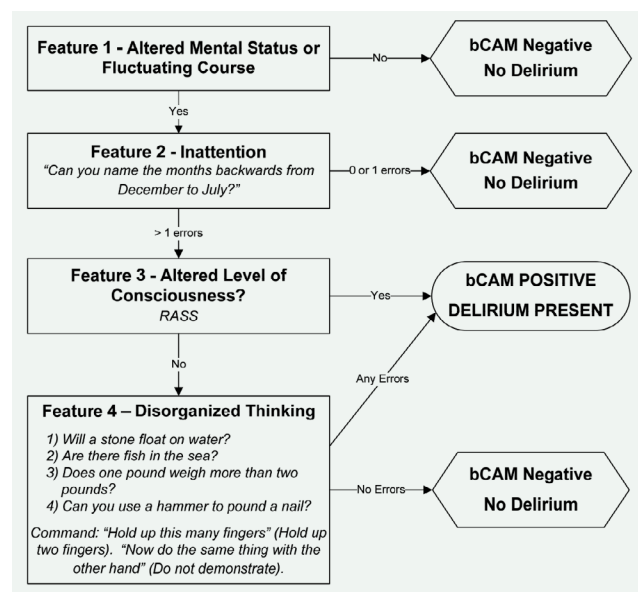 Feature 1 - Altered Mental Status or
Fluctuating Course
No
bCAM Negative
No Delirium
Yes
Feature 2 - Inattention
“Can you name the months backwards from
December to July?”
0 or 1 errors
bCAM Negative
No Delirium
> 1 errors
Feature 3 - Altered Level of
Consciousness?
RASS
Yes
bCAM POSITIVE
DELIRIUM PRESENT
No
Any Errors
Feature 4 – Disorganized Thinking
1) Will a stone float on water?
2) Are there fish in the sea?
3) Does one pound weigh more than two
pounds?
4) Can you use a hammer to pound a nail?
Command: “Hold up this many fingers” (Hold up
two fingers). “Now do the same thing with the
other hand” (Do not demonstrate).
No Errors
bCAM Negative
No Delirium